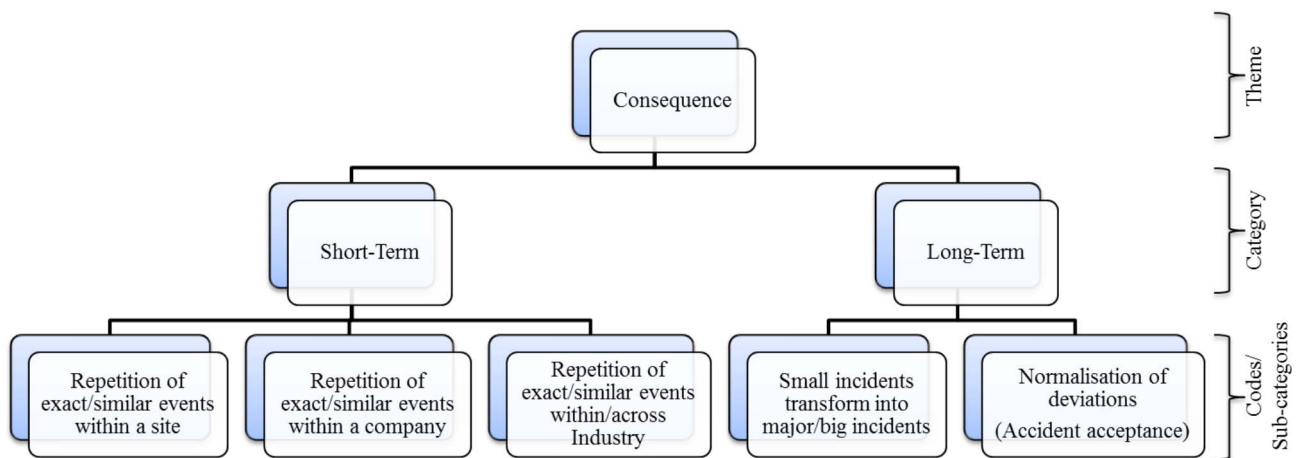 Consequence
Theme
Short-Term
Long-Term
Category
Repetition of
exact/similar events
within a site
Repetition of
exact/similar events
within a company
Repetition of
exact/similar events
within/across
Industry
Small incidents
transform into
major/big incidents
Normalisation of
deviations
(Accident acceptance)
Codes/
Sub-categories